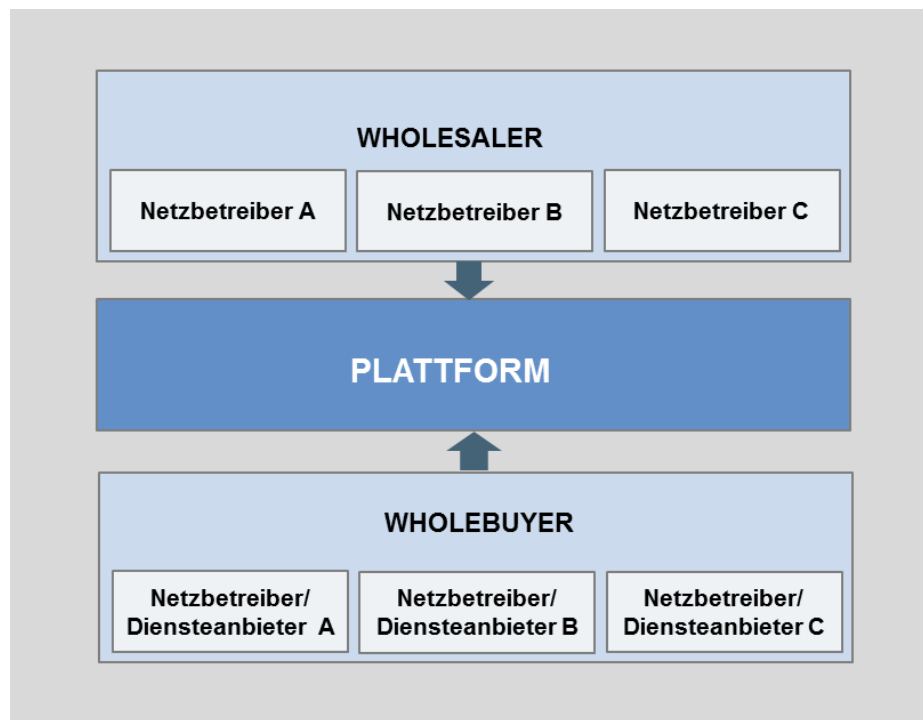 WHOLESALER
Netzbetreiber A
Netzbetreiber B
Netzbetreiber C
PLATTFORM
WHOLEBUYER
Netzbetreiber/
Diensteanbieter A
Netzbetreiber/
Diensteanbieter B
Netzbetreiber/
Diensteanbieter C